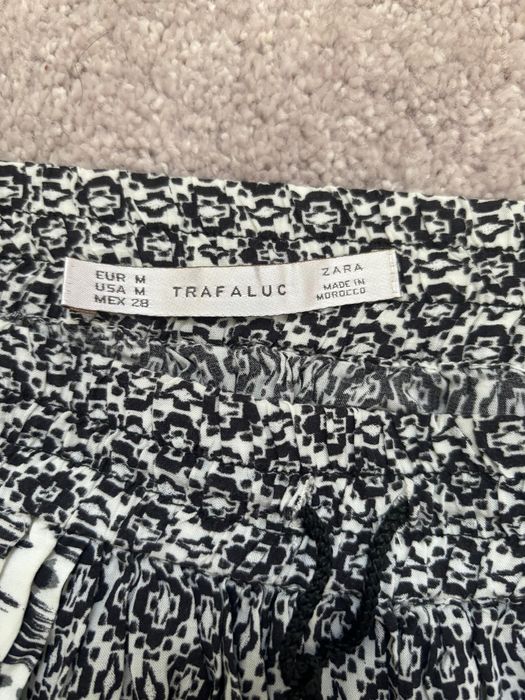 EUR M
USA M
MEX 28
TRAFALUC
ZARA
MADE IN
MOROCCO